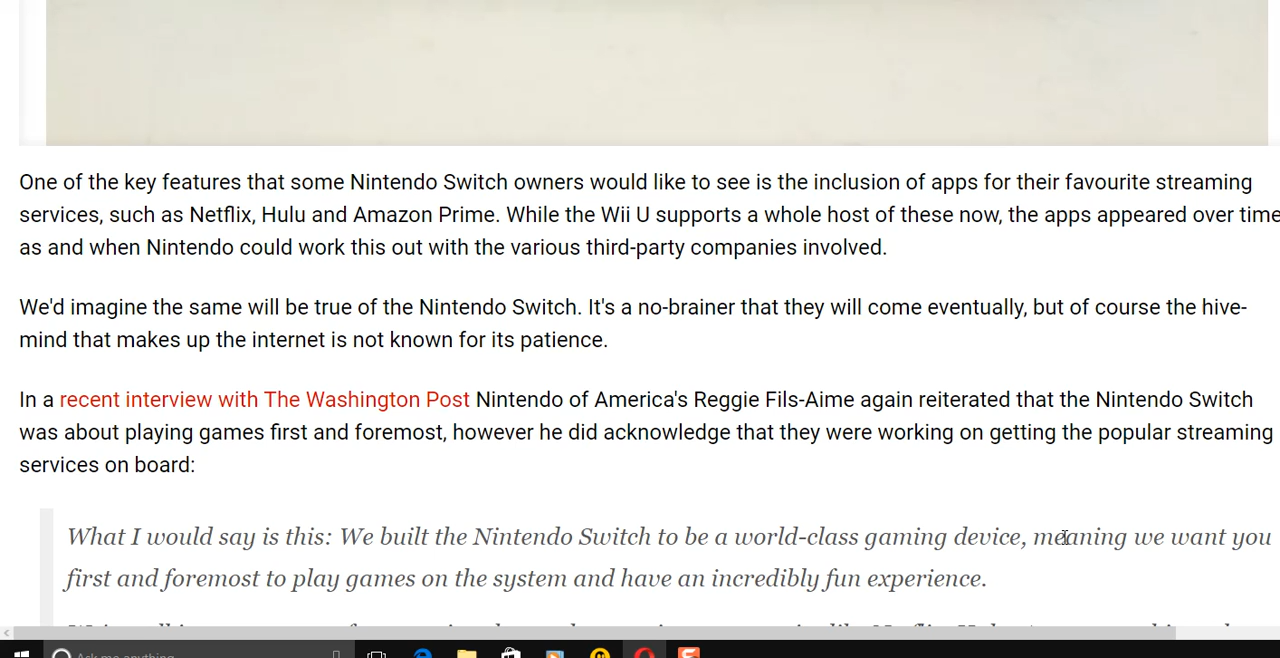 One of the key features that some Nintendo Switch owners would like to see is the inclusion of apps for their favourite streaming
services, such as Netflix, Hulu and Amazon Prime. While the Wii U supports a whole host of these now, the apps appeared over time
as and when Nintendo could work this out with the various third-party companies involved.
We'd imagine the same will be true of the Nintendo Switch. It's a no-brainer that they will come eventually, but of course the hive-
mind that makes up the internet is not known for its patience.
In a recent interview with The Washington Post Nintendo of America's Reggie Fils-Aime again reiterated that the Nintendo Switch
was about playing games first and foremost, however he did acknowledge that they were working on getting the popular streaming
services on board:
What I would say is this: We built the Nintendo Switch to be a world-class gaming device, meaning we want you
first and foremost to play games on the system and have an incredibly fun experience.
Ask me anything